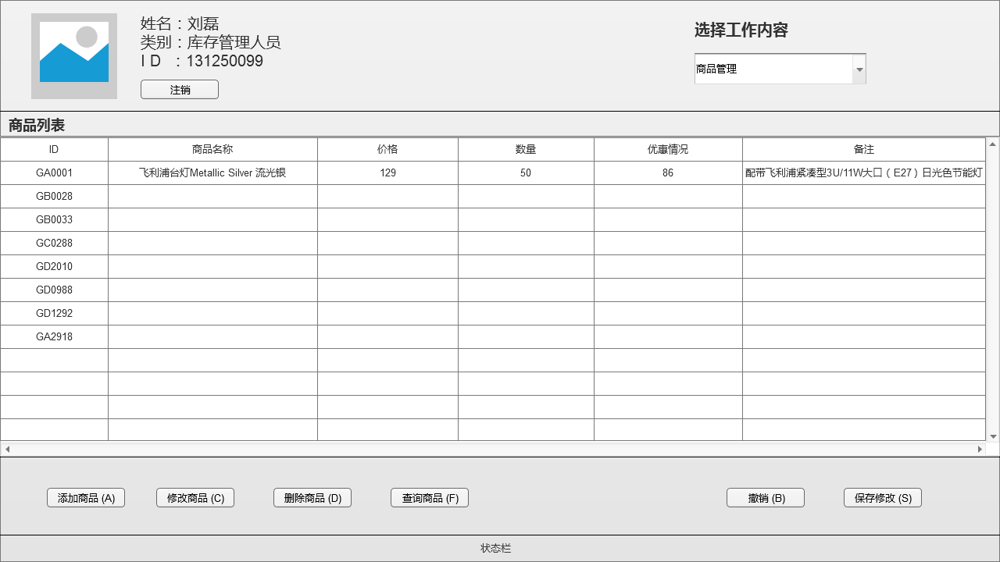 姓名：刘磊
类别：库存管理人员
I D ：131250099
注销
选择工作内容
商品管理
商品列表
ID 商品名称 价格 数量 优惠情况 备注
GA0001 飞利浦台灯Metallic Silver 流光银 129 50 86 配带飞利浦紧凑型3U/11W大口（E27）日光色节能灯
GB0028
GB0033
GC0288
GD2010
GD0988
GD1292
GA2918
添加商品 (A) 修改商品 (C) 删除商品 (D) 查询商品 (F) 撤销 (B) 保存修改 (S)
状态栏